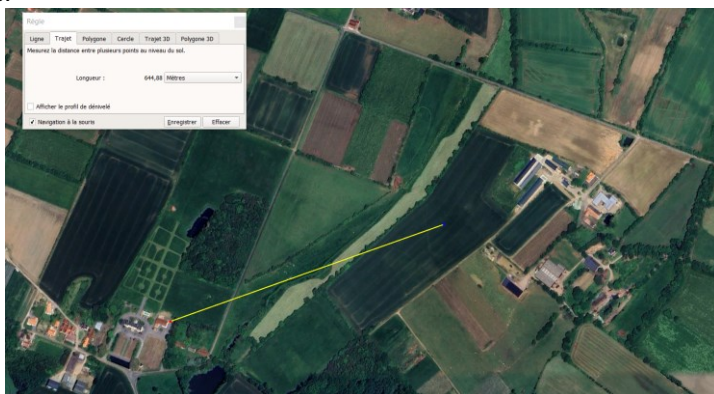 Règle
Ligne Trajet Polygone Cercle Trajet 3D Polygone 3D
Mesurez la distance entre plusieurs points au niveau du sol.
Longueur : 644,88 Mètres
Afficher le profil de dénivelé
Navigation à la souris Enregistrer Effacer